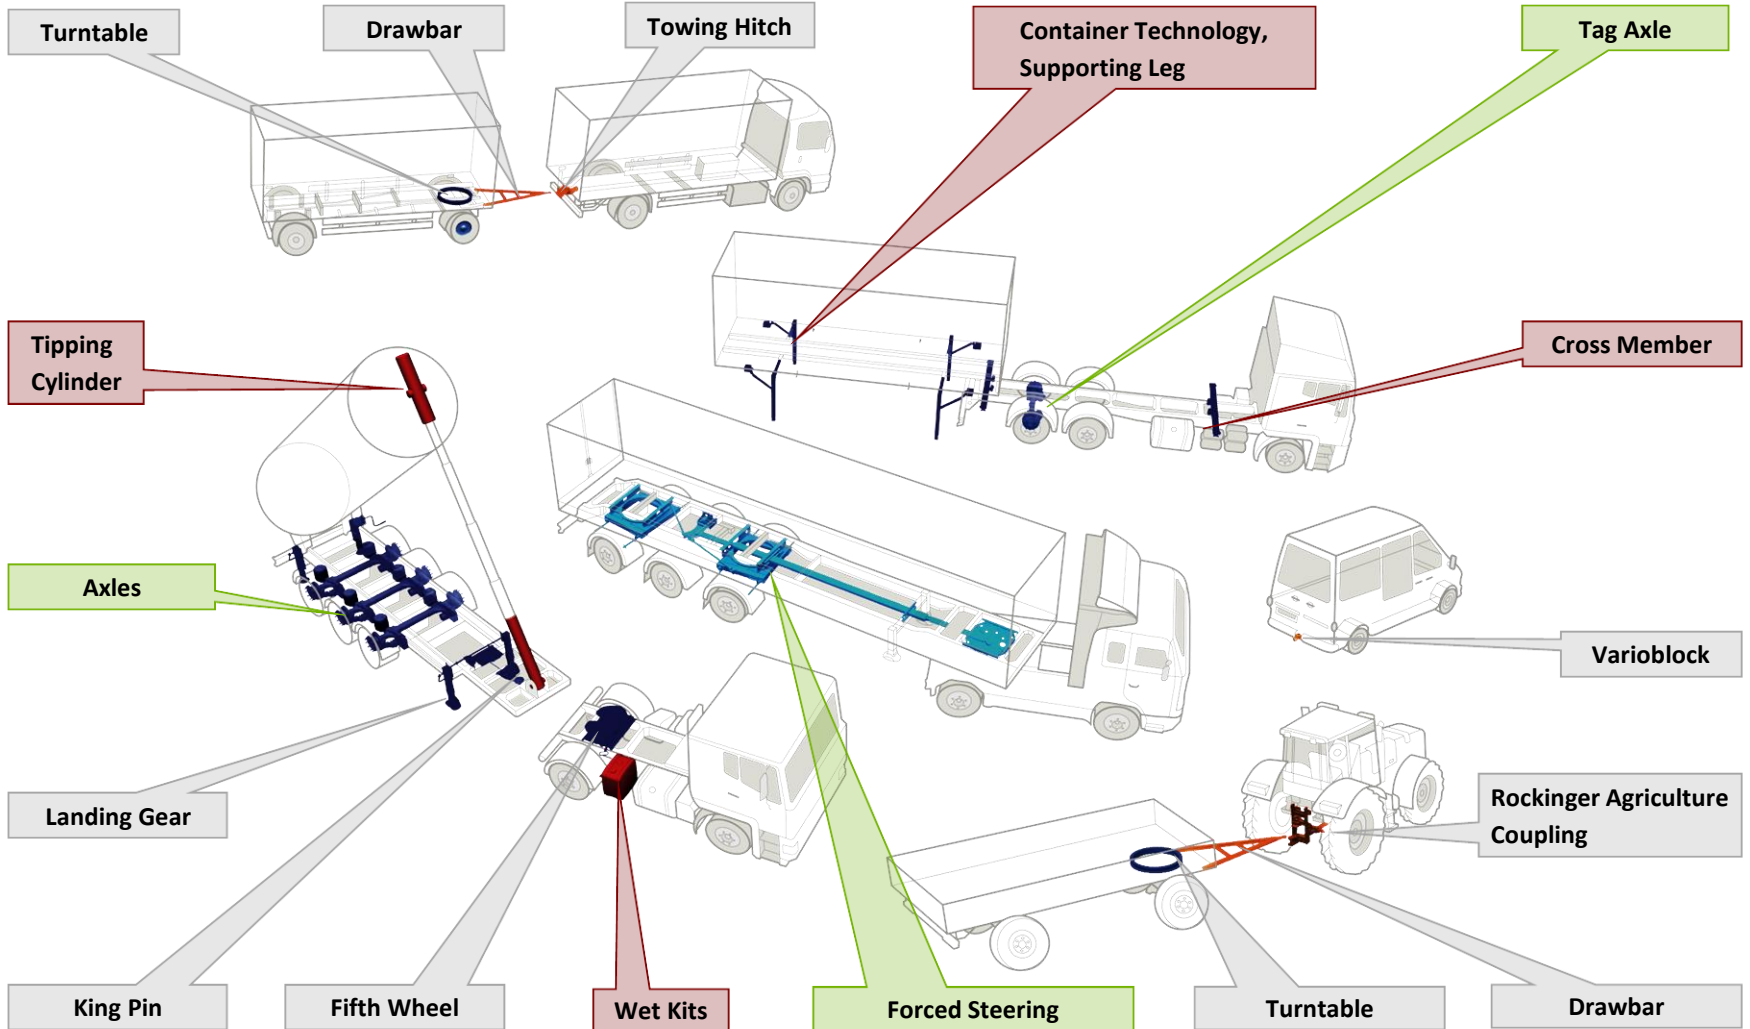 Turntable
Drawbar
Towing Hitch
Container Technology,
Supporting Leg
Tag Axle
Tipping
Cylinder
Cross Member
Axles
Varioblock
Landing Gear
Rockinger Agriculture
Coupling
King Pin
Fifth Wheel
Wet Kits
Forced Steering
Turntable
Drawbar